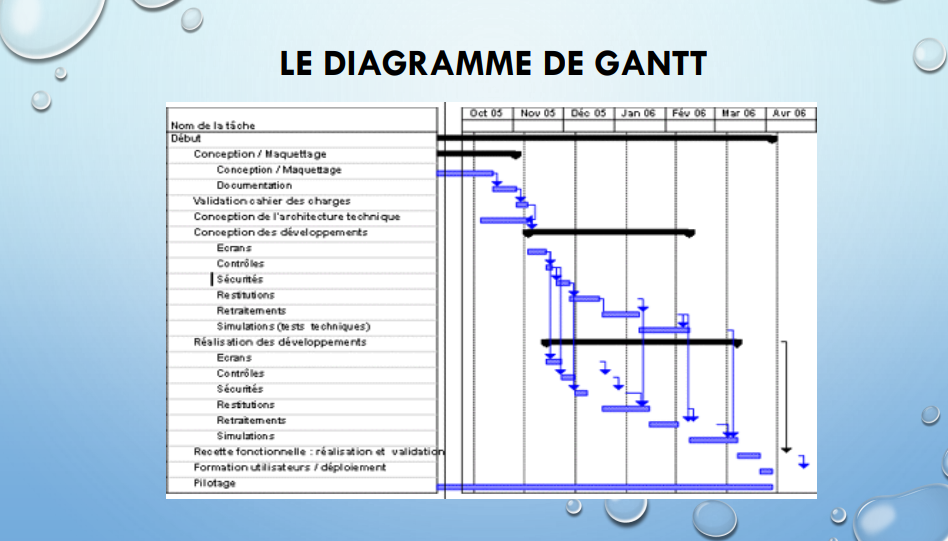 LE DIAGRAMME DE GANTT
Oct 05 Nov 05 Déc 05 Jan 06 Fév 06 Mar 06 Avr 06
Nom de la tâche
Début
Conception / Maquettage
Conception / Maquettage
Documentation
Validation cahier des charges
Conception de l'architecture technique
Conception des développements
Ecrans
Contrôles
Sécurités
Restitutions
Retraitements
Simulations (tests techniques)
Réalisation des développements
Ecrans
Contrôles
Sécurités
Restitutions
Retraitements
Simulations
Recette fonctionnelle : réalisation et validation
Formation utilisateurs / déploiement
Pilotage